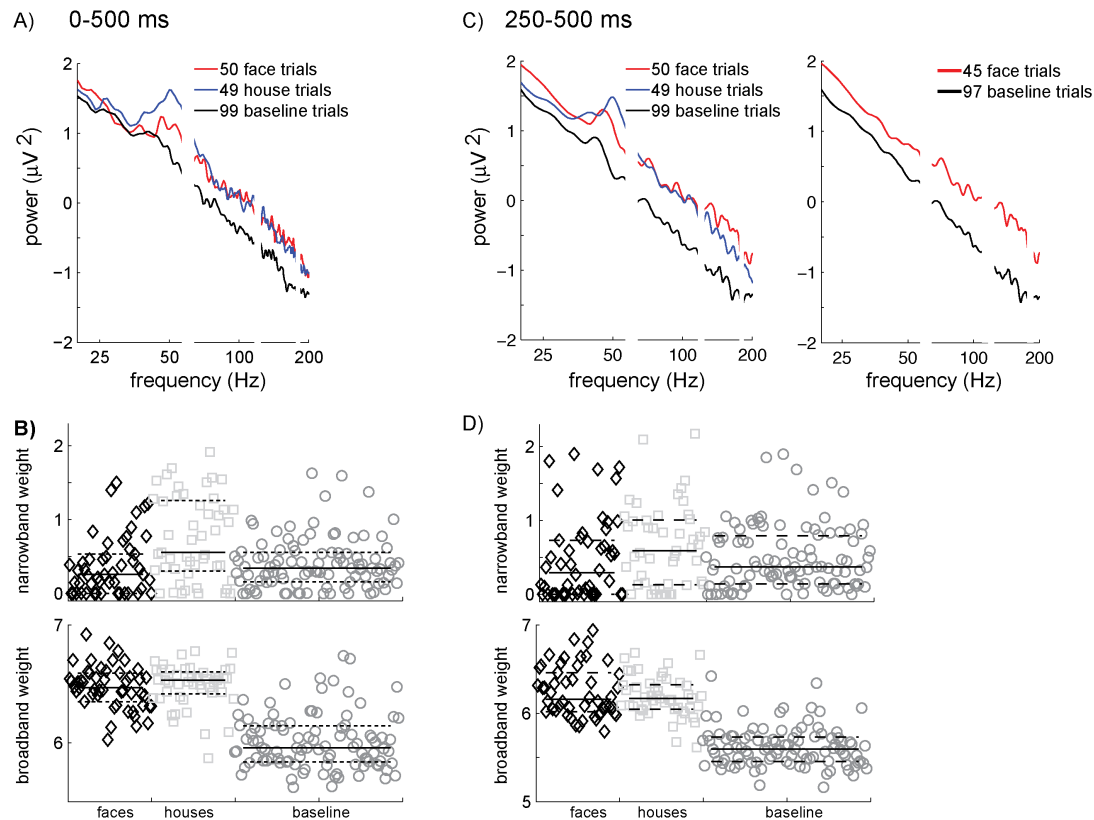 A) 0-500 ms
C) 250-500 ms
2
1
0
−1
−2
power (μV 2)
50 face trials
49 house trials
99 baseline trials
25 50 100 200
frequency (Hz)
2
1
0
−1
−2
power (μV 2)
50 face trials
49 house trials
99 baseline trials
25 50 100 200
frequency (Hz)
2
1
0
−1
−2
45 face trials
97 baseline trials
25 50 100 200
frequency (Hz)
B)
2
1
0
narrowband weight
7
6
broadband weight
faces houses baseline
D)
2
1
0
narrowband weight
7
6
5
broadband weight
faces houses baseline